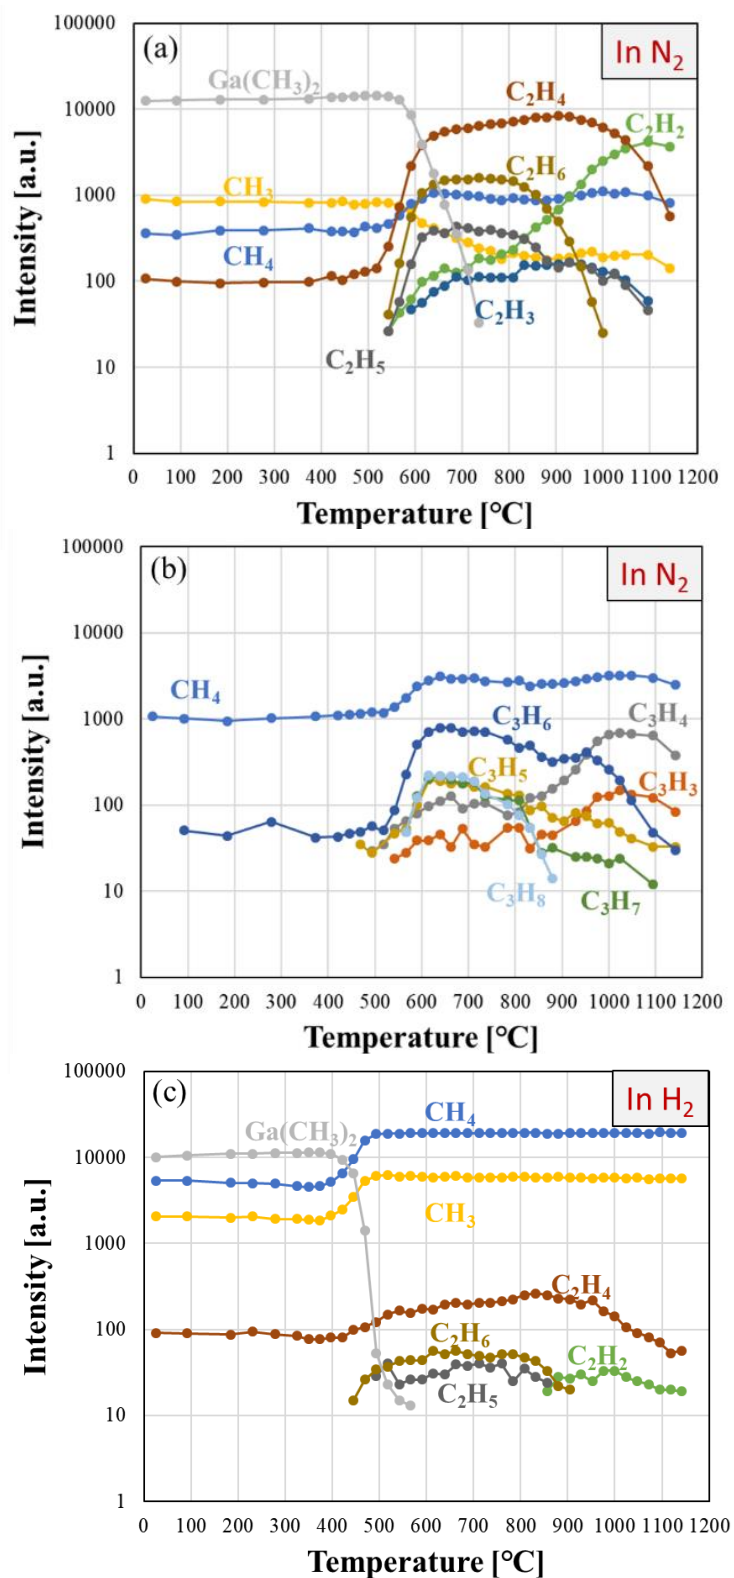 (a)
In N₂
Ga(CH₃)₂
C₂H₄
C₂H₂
C₂H₆
CH₃
CH₄
C₂H₃
C₂H₅
100000
10000
1000
100
10
1
Intensity [a.u.]
0 100 200 300 400 500 600 700 800 900 1000 1100 1200
Temperature [°C]
(b)
In N₂
CH₄
C₃H₆
C₃H₄
C₃H₅
C₃H₃
C₃H₈
C₃H₇
100000
10000
1000
100
10
1
Intensity [a.u.]
0 100 200 300 400 500 600 700 800 900 1000 1100 1200
Temperature [°C]
(c)
In H₂
CH₄
Ga(CH₃)₂
CH₃
C₂H₄
C₂H₆
C₂H₂
C₂H₅
100000
10000
1000
100
10
1
Intensity [a.u.]
0 100 200 300 400 500 600 700 800 900 1000 1100 1200
Temperature [°C]